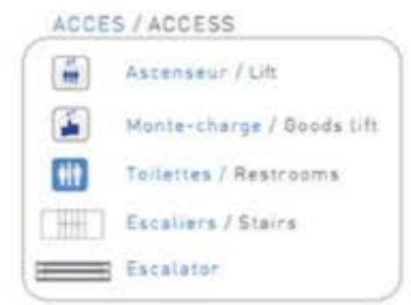 ACCES / ACCESS
Ascenseur / Lift
Monte-charge / Goods lift
Toilettes / Restrooms
Escaliers / Stairs
Escalator